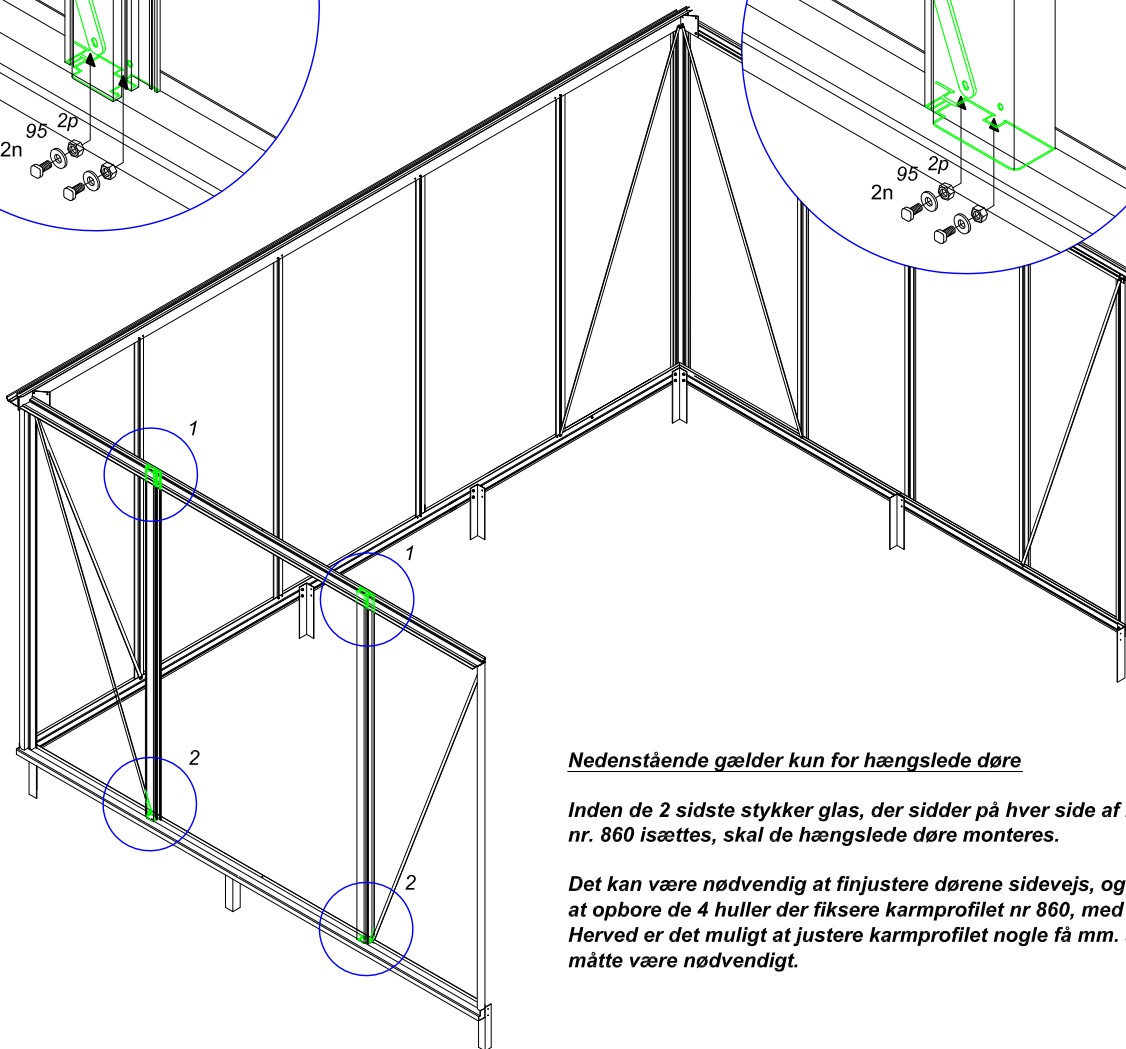 95 2p
2n
95 2p
2n
1
1
2
2
Nedenstående gælder kun for hængslede døre
Inden de 2 sidste stykker glas, der sidder på hver side af
nr. 860 isættes, skal de hængslede døre monteres.
Det kan være nødvendig at finjustere dørene sidevejs, og
at opbore de 4 huller der fiksere karmprofilet nr 860, med
Herved er det muligt at justere karmprofilet nogle få mm.
måtte være nødvendigt.